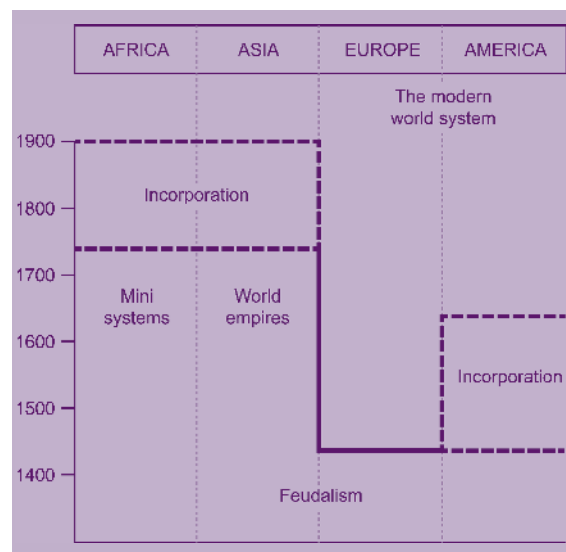 AFRICA ASIA EUROPE AMERICA
The modern
world system
1900
Incorporation
1800
1700
Mini
systems
World
empires
1600
Incorporation
1500
1400
Feudalism